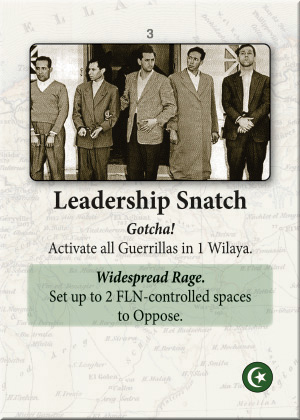 3
Leadership Snatch
Gotcha!
Activate all Guerrillas in 1 Wilaya.
Widespread Rage.
Set up to 2 FLN-controlled spaces
to Oppose.